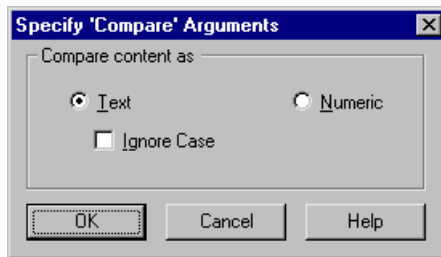 Specify 'Compare' Arguments
Compare content as
Text Numeric
Ignore Case
OK Cancel Help